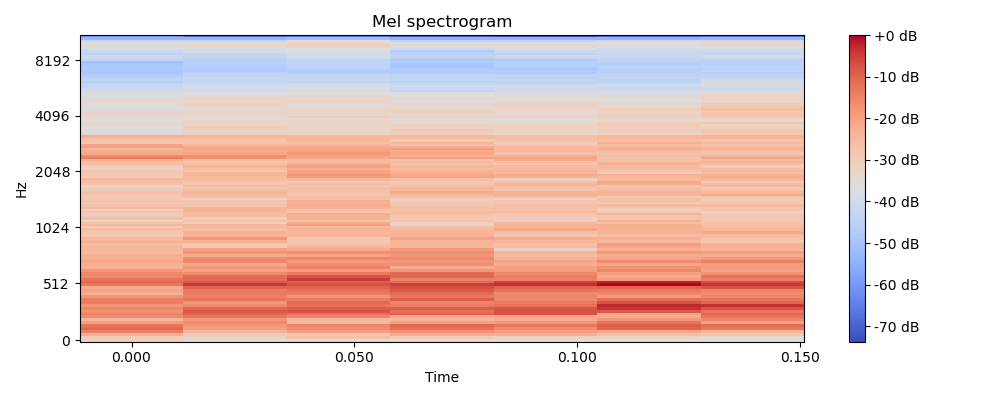 Mel spectrogram
Hz
8192
4096
2048
1024
512
0
0.000
0.050
0.100
0.150
Time
+0 dB
-10 dB
-20 dB
-30 dB
-40 dB
-50 dB
-60 dB
-70 dB